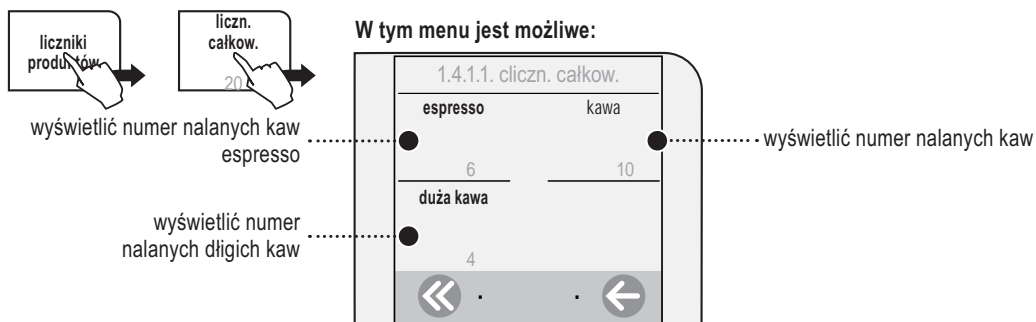 liczniki
produktów
liczn.
całkow.
20
W tym menu jest możliwe:
1.4.1.1. cliczn. całkow.
espresso
kawa
wyświetlić numer nalanych kaw
espresso
wyświetlić numer nalanych kaw
6
10
duża kawa
wyświetlić numer
nalanych dłigich kaw
4